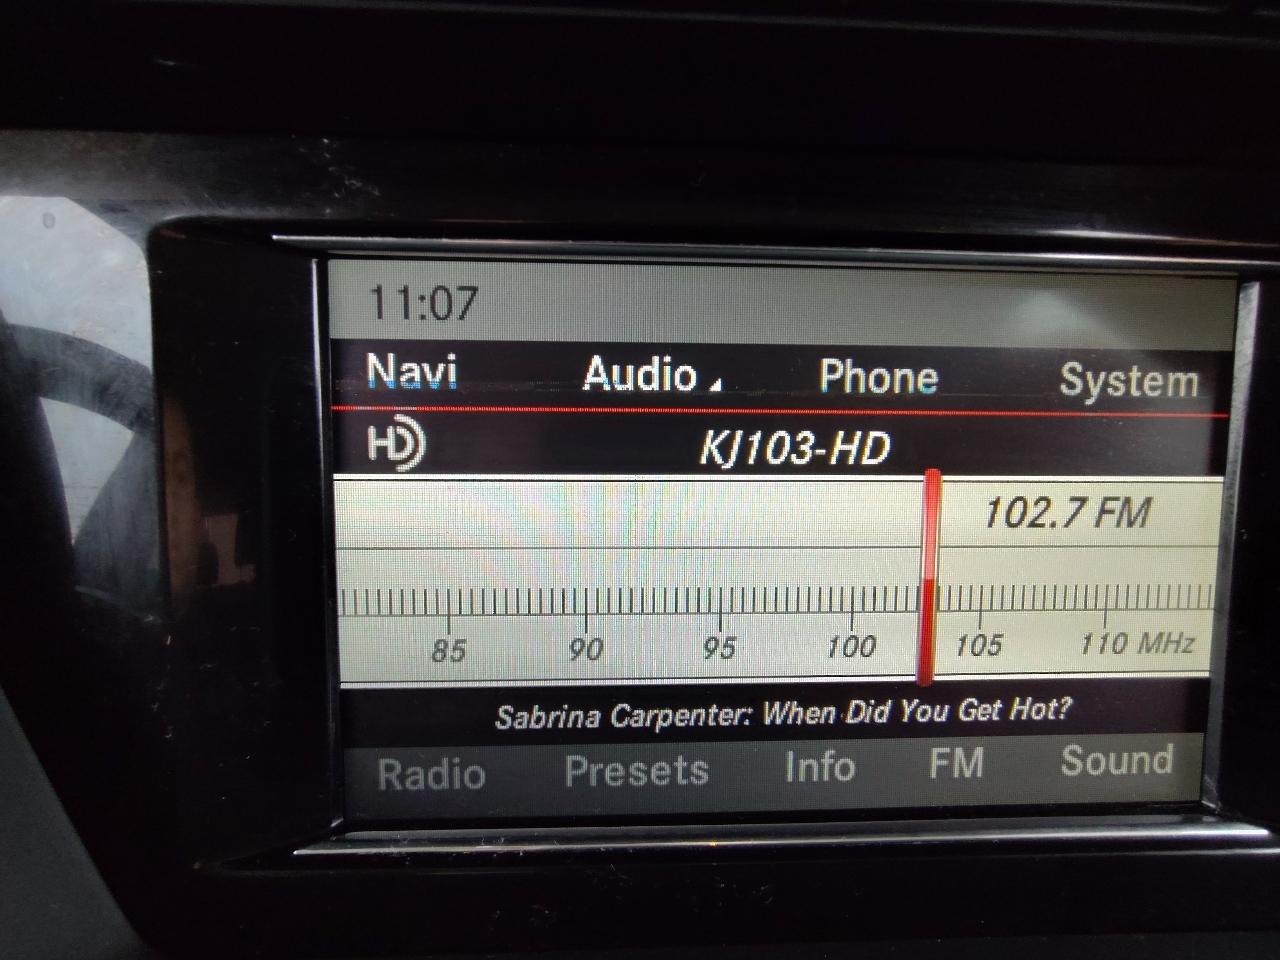 11:07
Navi Audio Phone System
HD KJ103-HD
102.7 FM
85 90 95 100 105 110 MHz
Sabrina Carpenter: When Did You Get Hot?
Radio Presets Info FM Sound